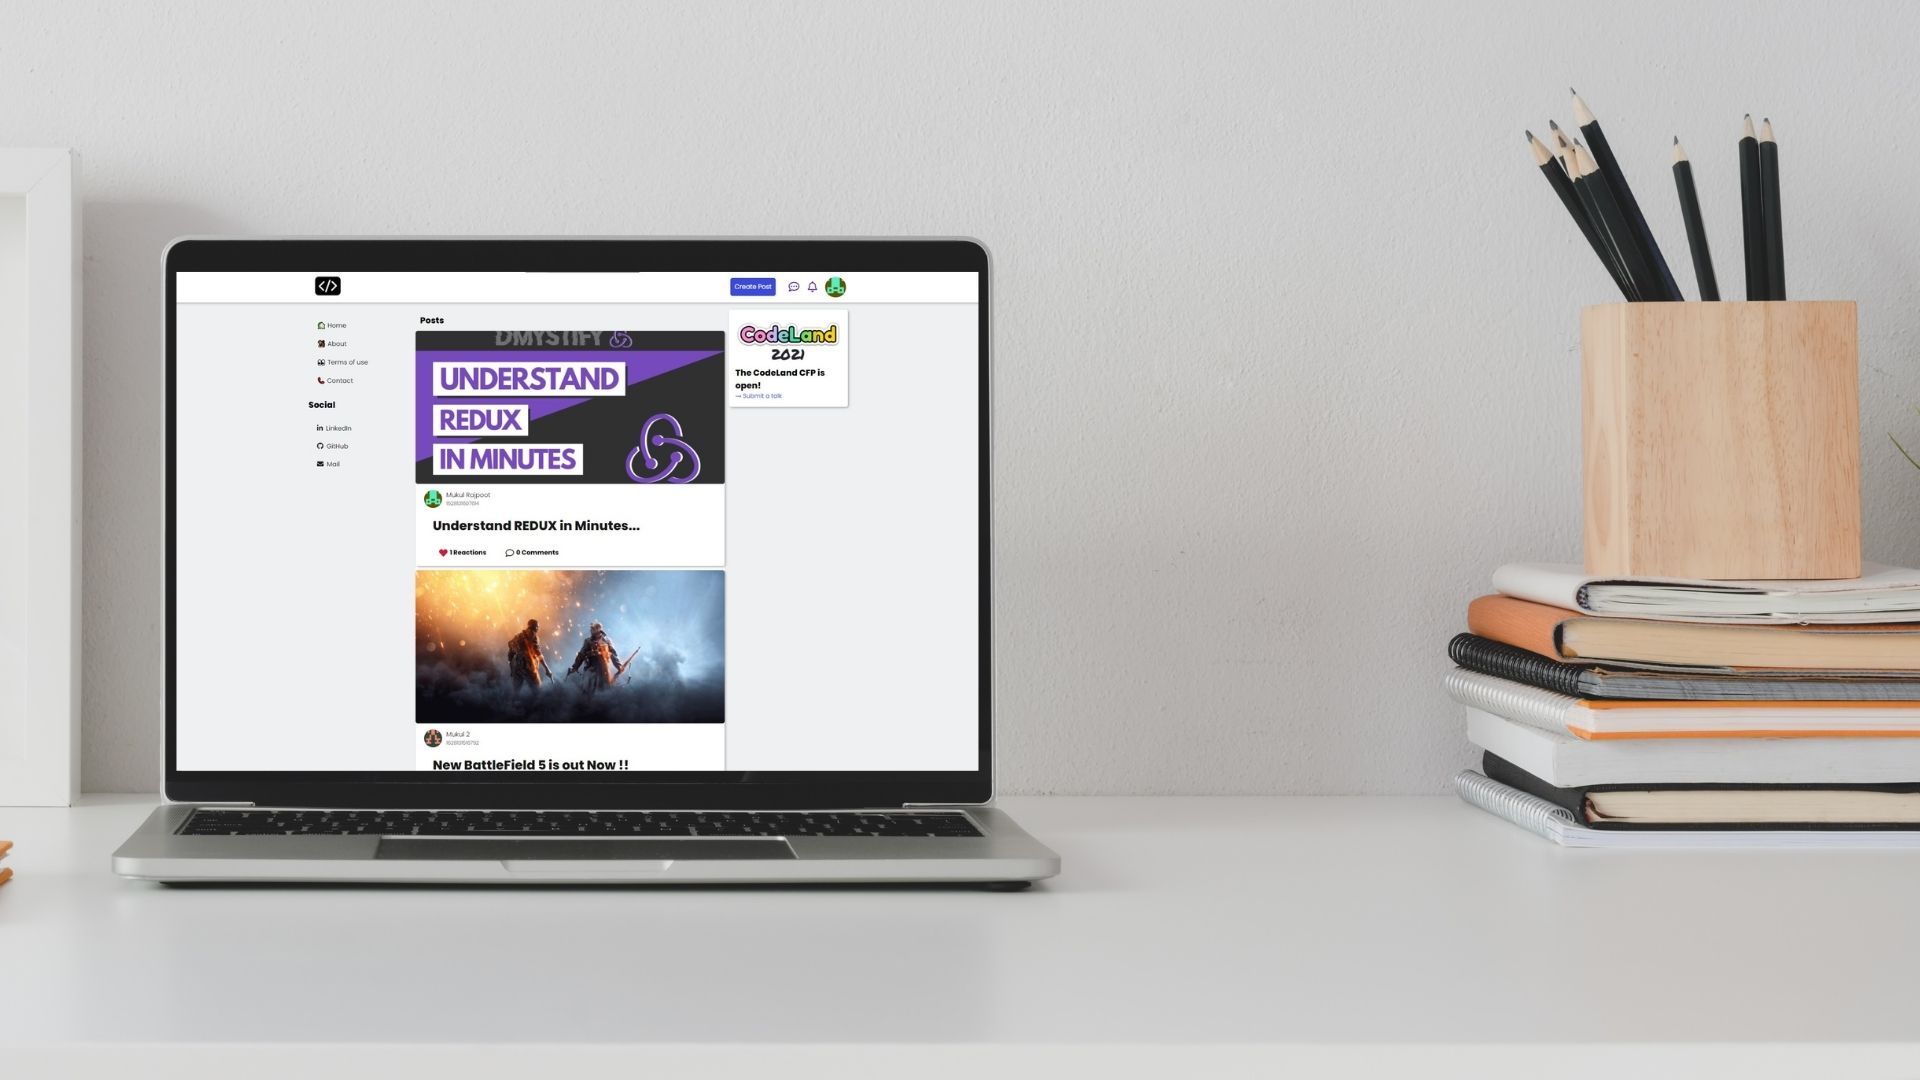 </>
Create Post
Home
About
Terms of use
Contact
Social
LinkedIn
GitHub
Mail
Posts
DMYSTIFY
UNDERSTAND
REDUX
IN MINUTES
Mukul Rajpoot
Understand REDUX in Minutes...
1 Reactions
0 Comments
Mukul 2
New BattleField 5 is out Now !!
CodeLand
2021
The CodeLand CFP is
open!
→ Submit a talk